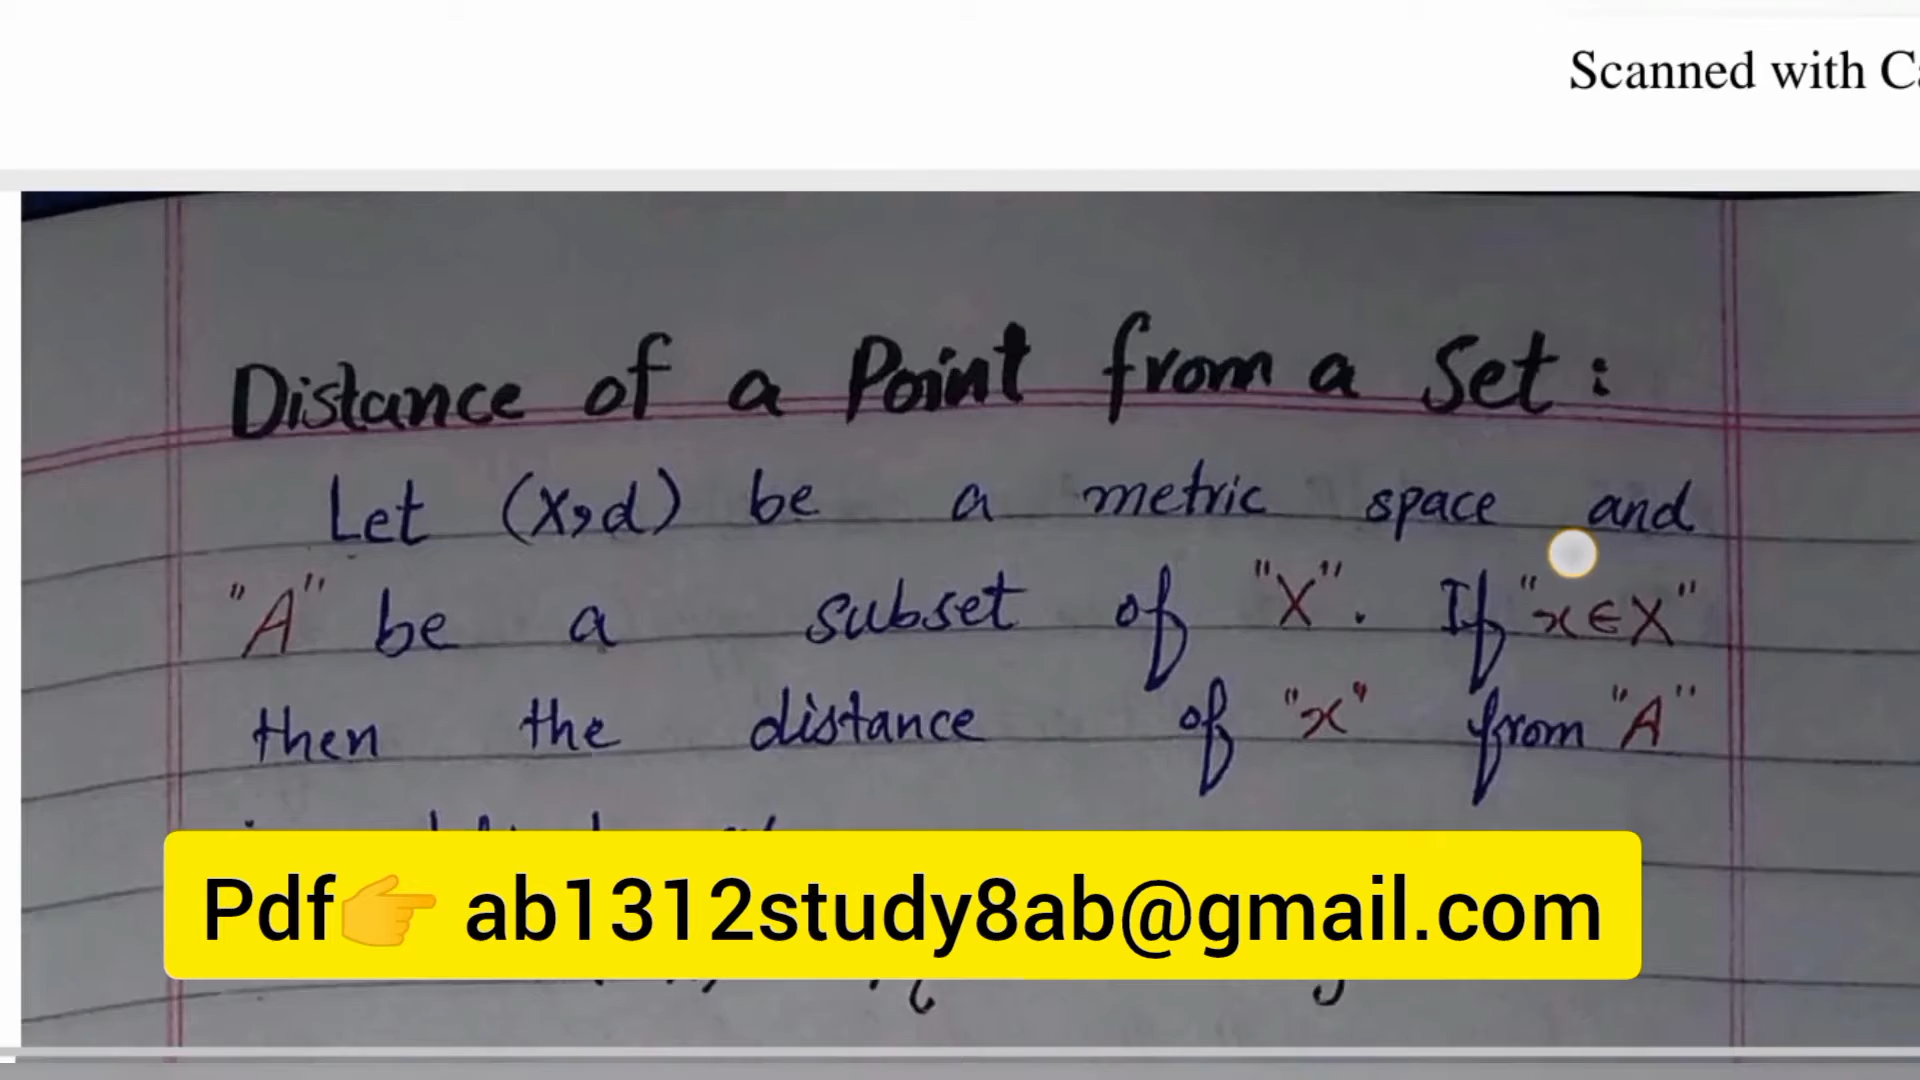 Scanned with
Distance of a Point from a Set:
Let (X,d) be a metric space and
"A" be a subset of "X". If "x∈X"
then the distance of "x" from "A"
Pdf👉 ab1312study8ab@gmail.com